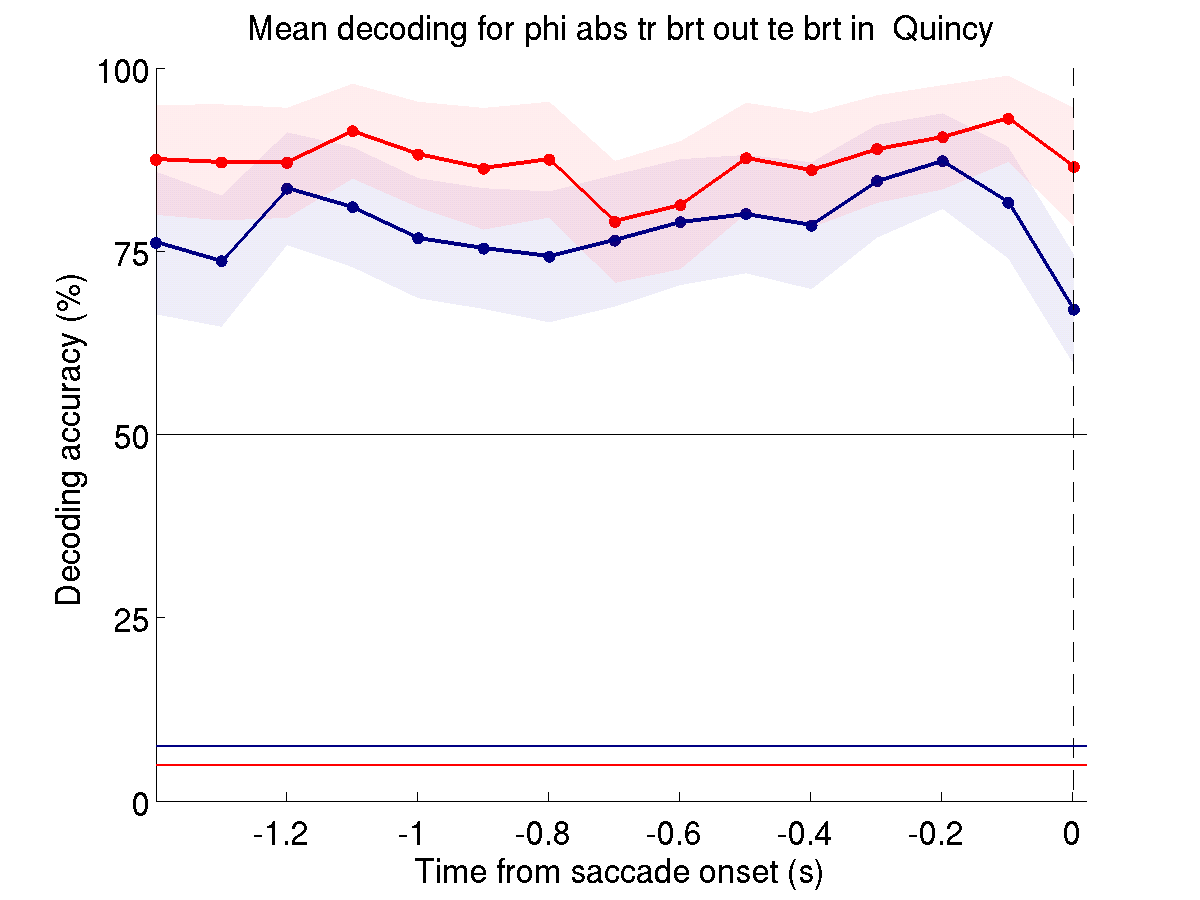 Mean decoding for phi abs tr brt out te brt in  Quincy
100
75
50
25
0
Decoding accuracy (%)
-1.2 -1 -0.8 -0.6 -0.4 -0.2 0
Time from saccade onset (s)